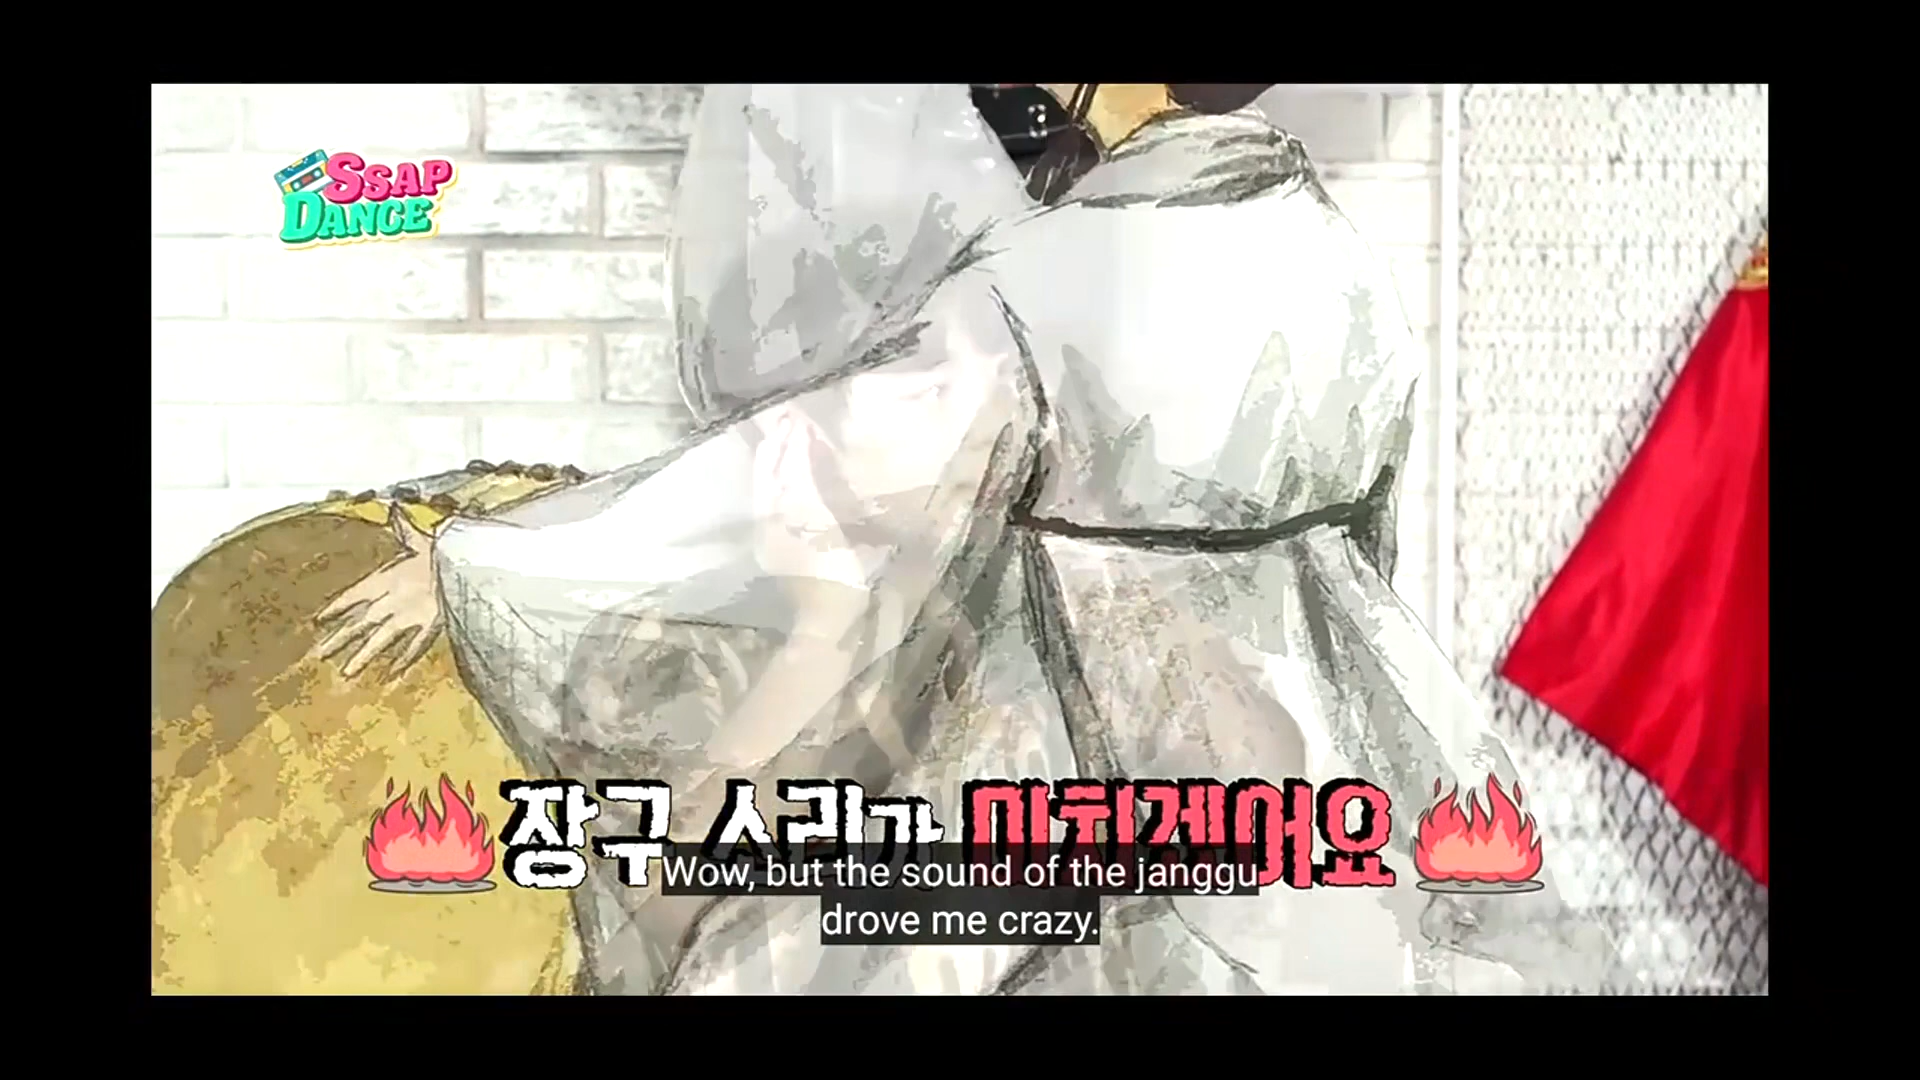 SSAP
DANCE
장구 소리가 미치게해요
Wow, but the sound of the janggu
drove me crazy.